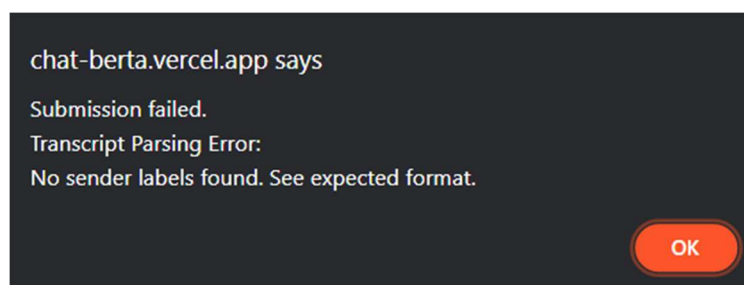 chat-berta.vercel.app says
Submission failed.
Transcript Parsing Error:
No sender labels found. See expected format.
OK